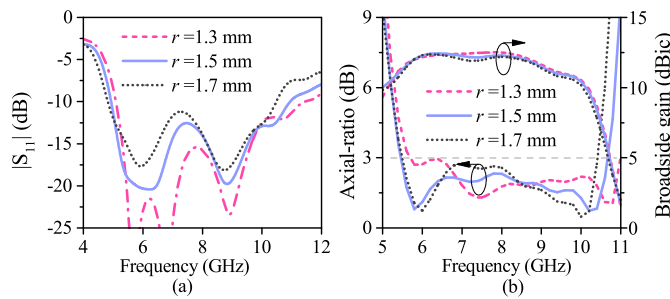 0
-5
-10
-15
-20
-25
|S11| (dB)
r =1.3 mm
r =1.5 mm
r =1.7 mm
4 6 8 10 12
Frequency (GHz)
(a)
9
6
3
0
Axial-ratio (dB)
r =1.3 mm
r =1.5 mm
r =1.7 mm
15
10
5
0
Broadside gain (dBic)
5 6 7 8 9 10 11
Frequency (GHz)
(b)